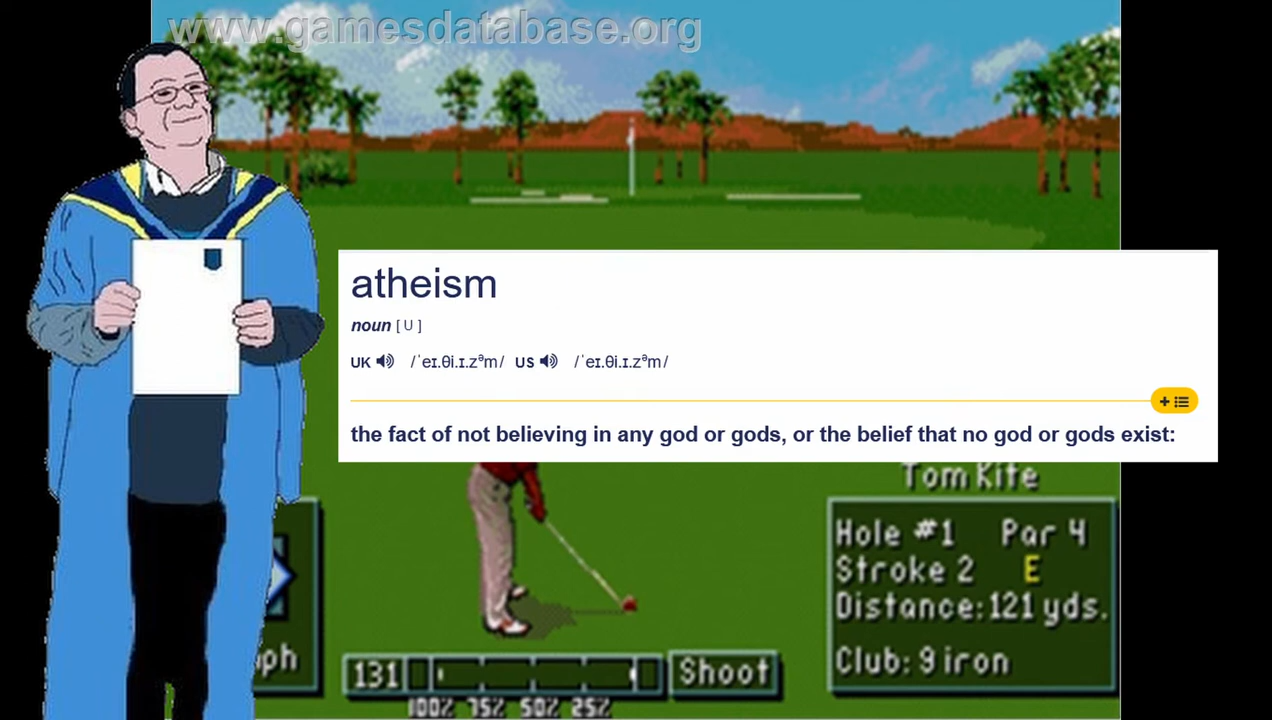 www.gamesdatabase.org
atheism
noun [ U ]
UK /ˈeɪ.θi.ɪ.zᵊm/ US /ˈeɪ.θi.ɪ.zᵊm/
the fact of not believing in any god or gods, or the belief that no god or gods exist:
Tom Kite
Hole #1 Par 4
Stroke 2 E
Distance: 121 yds.
Club: 9 iron
ph
131 Shoot
100% 75% 50% 25%